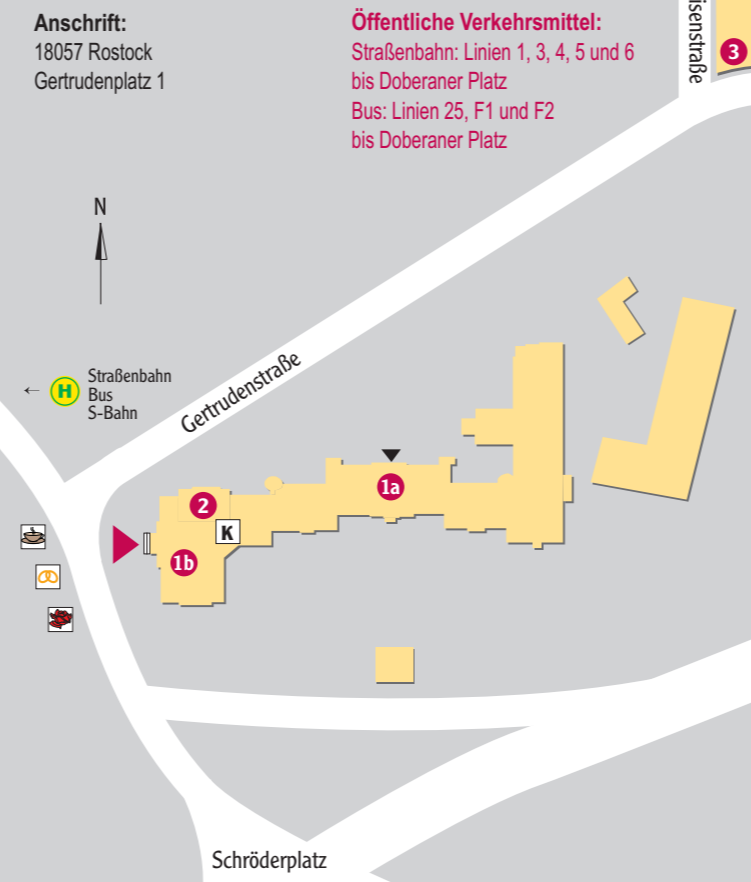 Anschrift:
18057 Rostock
Gertrudenplatz 1
Öffentliche Verkehrsmittel:
Straßenbahn: Linien 1, 3, 4, 5 und 6
bis Doberaner Platz
Bus: Linien 25, F1 und F2
bis Doberaner Platz
isenstraße
3
N
H
Straßenbahn
Bus
S-Bahn
Gertrudenstraße
1a
2
K
1b
Schröderplatz